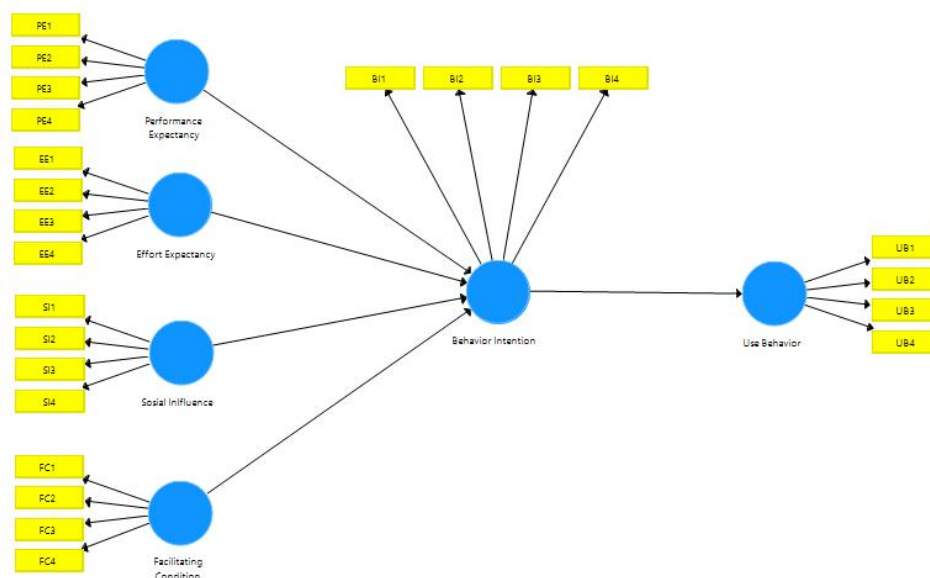 PE1
PE2
PE3
PE4
Performance
Expectancy
EE1
EE2
EE3
EE4
Effort Expectancy
SI1
SI2
SI3
SI4
Sosial Inlfluence
FC1
FC2
FC3
FC4
Facilitating
Condition
BI1
BI2
BI3
BI4
Behavior Intention
Use Behavior
UB1
UB2
UB3
UB4